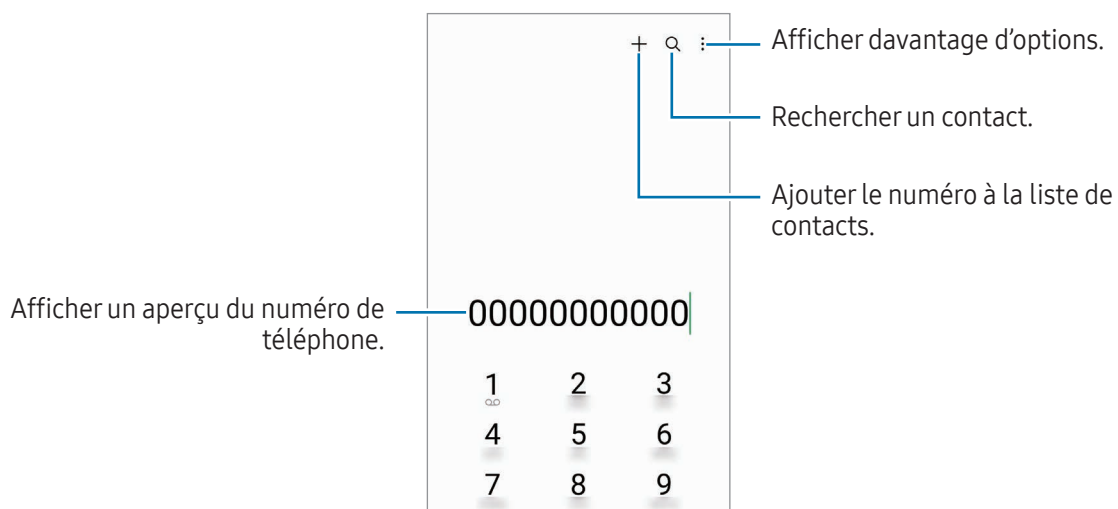 Afficher davantage d'options.
Rechercher un contact.
Ajouter le numéro à la liste de
contacts.
Afficher un aperçu du numéro de
téléphone.
00000000000
1 2 3
4 5 6
7 8 9